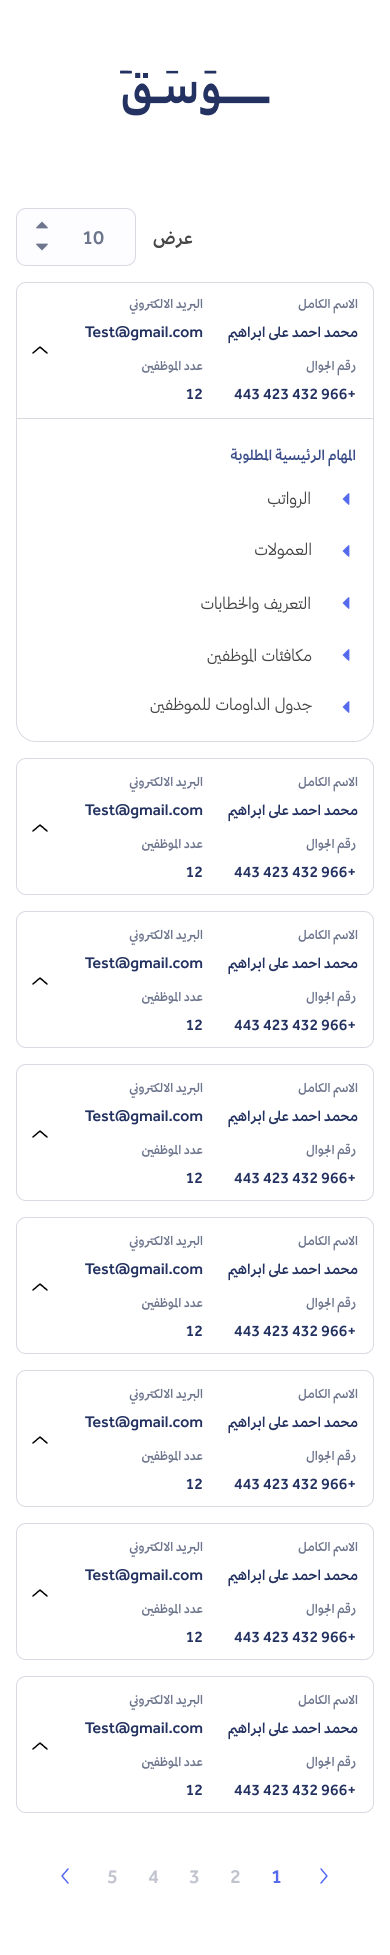 وَسَقَ
عرض 10
الاسم الكامل البريد الالكتروني
محمد احمد على ابراهيم Test@gmail.com
رقم الجوال عدد الموظفين
+966 432 423 443 12
المهام الرئيسية المطلوبة
الرواتب
العمولات
التعريف والخطابات
مكافئات الموظفين
جدول الداومات للموظفين
الاسم الكامل البريد الالكتروني
محمد احمد على ابراهيم Test@gmail.com
رقم الجوال عدد الموظفين
+966 432 423 443 12
الاسم الكامل البريد الالكتروني
محمد احمد على ابراهيم Test@gmail.com
رقم الجوال عدد الموظفين
+966 432 423 443 12
الاسم الكامل البريد الالكتروني
محمد احمد على ابراهيم Test@gmail.com
رقم الجوال عدد الموظفين
+966 432 423 443 12
الاسم الكامل البريد الالكتروني
محمد احمد على ابراهيم Test@gmail.com
رقم الجوال عدد الموظفين
+966 432 423 443 12
الاسم الكامل البريد الالكتروني
محمد احمد على ابراهيم Test@gmail.com
رقم الجوال عدد الموظفين
+966 432 423 443 12
الاسم الكامل البريد الالكتروني
محمد احمد على ابراهيم Test@gmail.com
رقم الجوال عدد الموظفين
+966 432 423 443 12
الاسم الكامل البريد الالكتروني
محمد احمد على ابراهيم Test@gmail.com
رقم الجوال عدد الموظفين
+966 432 423 443 12
1 2 3 4 5